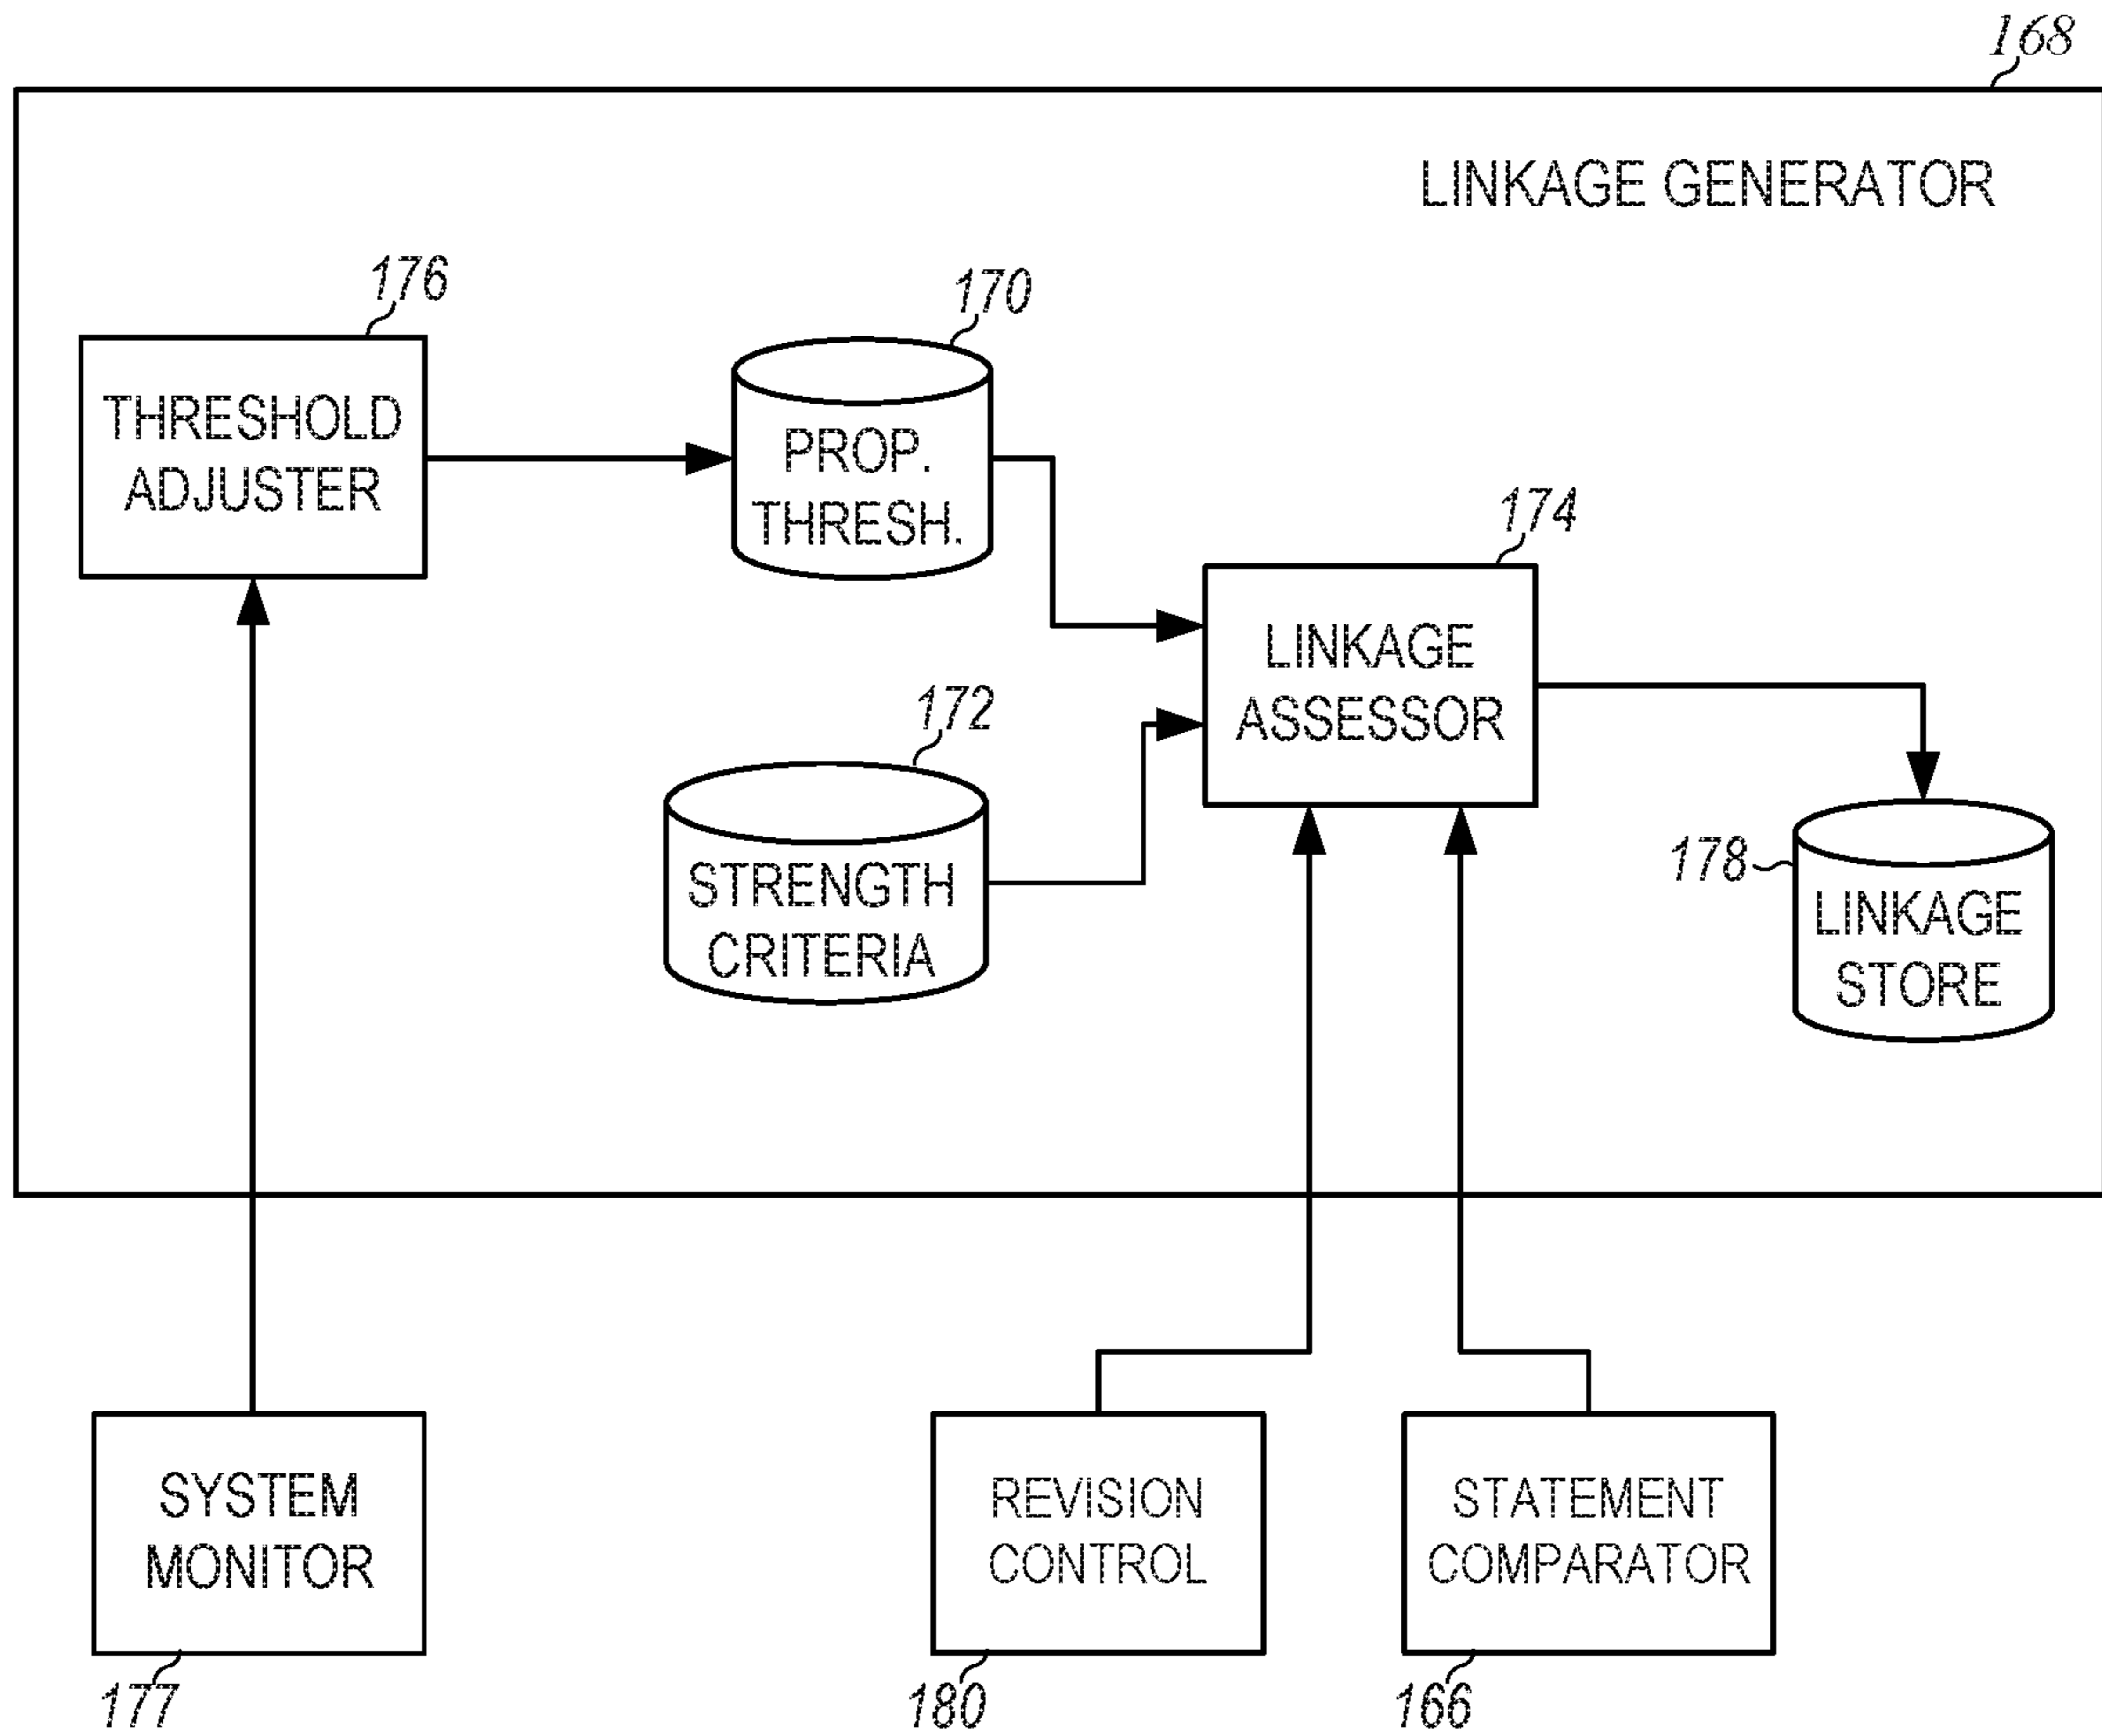 168
LINKAGE GENERATOR
176
THRESHOLD
ADJUSTER
170
PROP.
THRESH.
174
LINKAGE
ASSESSOR
172
STRENGTH
CRITERIA
178
LINKAGE
STORE
SYSTEM
MONITOR
177
REVISION
CONTROL
180
STATEMENT
COMPARATOR
166